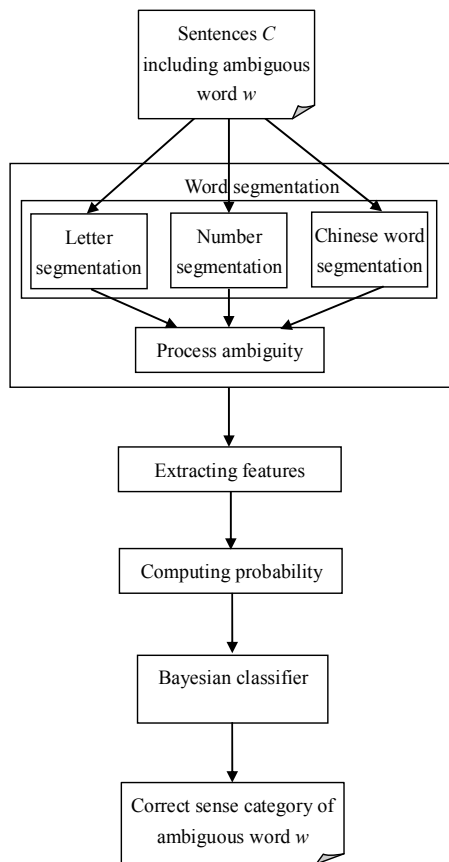 Sentences C
including ambiguous
word w
Word segmentation
Letter
segmentation
Number
segmentation
Chinese word
segmentation
Process ambiguity
Extracting features
Computing probability
Bayesian classifier
Correct sense category of
ambiguous word w